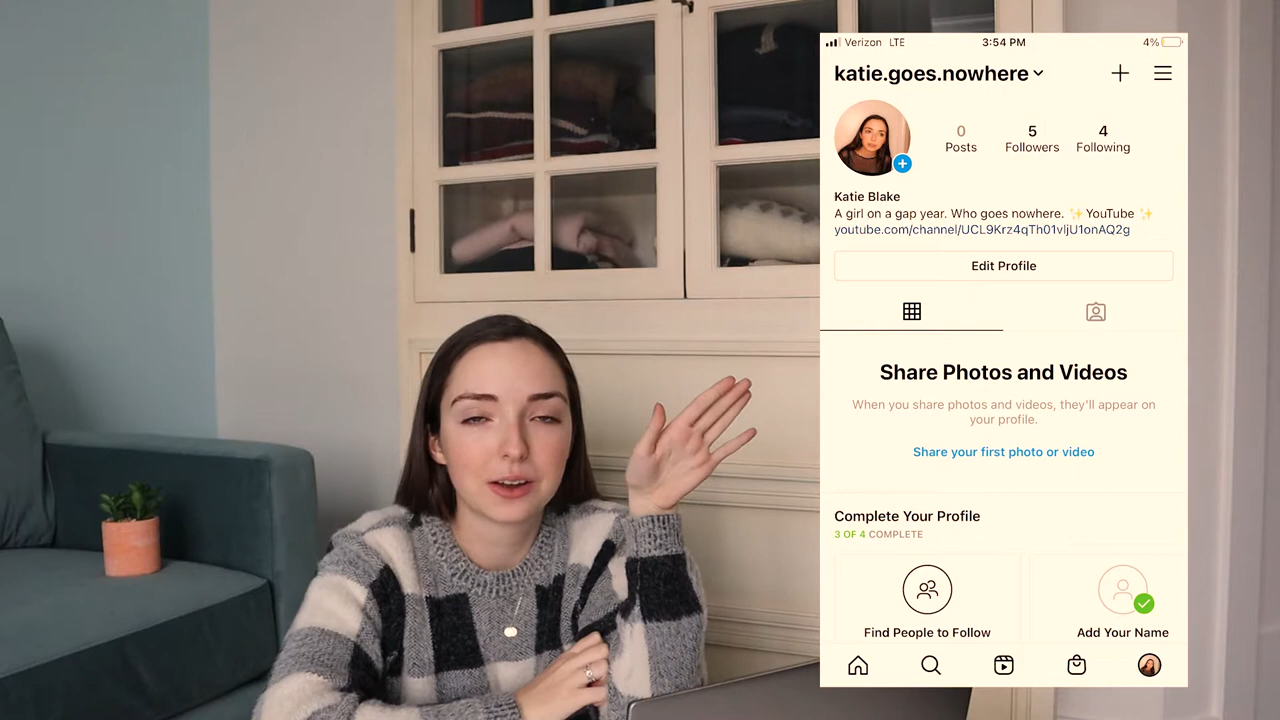 Verizon LTE 3:54 PM 4%
katie.goes.nowhere
0 5 4
Posts Followers Following
Katie Blake
A girl on a gap year. Who goes nowhere. ✨ YouTube ✨
youtube.com/channel/UCL9Krz4qTh01vIjU1onAQ2g
Edit Profile
Share Photos and Videos
When you share photos and videos, they'll appear on
your profile.
Share your first photo or video
Complete Your Profile
3 OF 4 COMPLETE
Find People to Follow Add Your Name